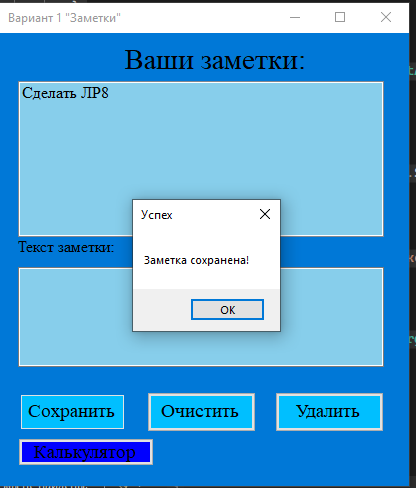 Вариант 1 "Заметки"
Ваши заметки:
Сделать ЛР8
Успех
Заметка сохранена!
OK
Текст заметки:
Сохранить
Очистить
Удалить
Калькулятор